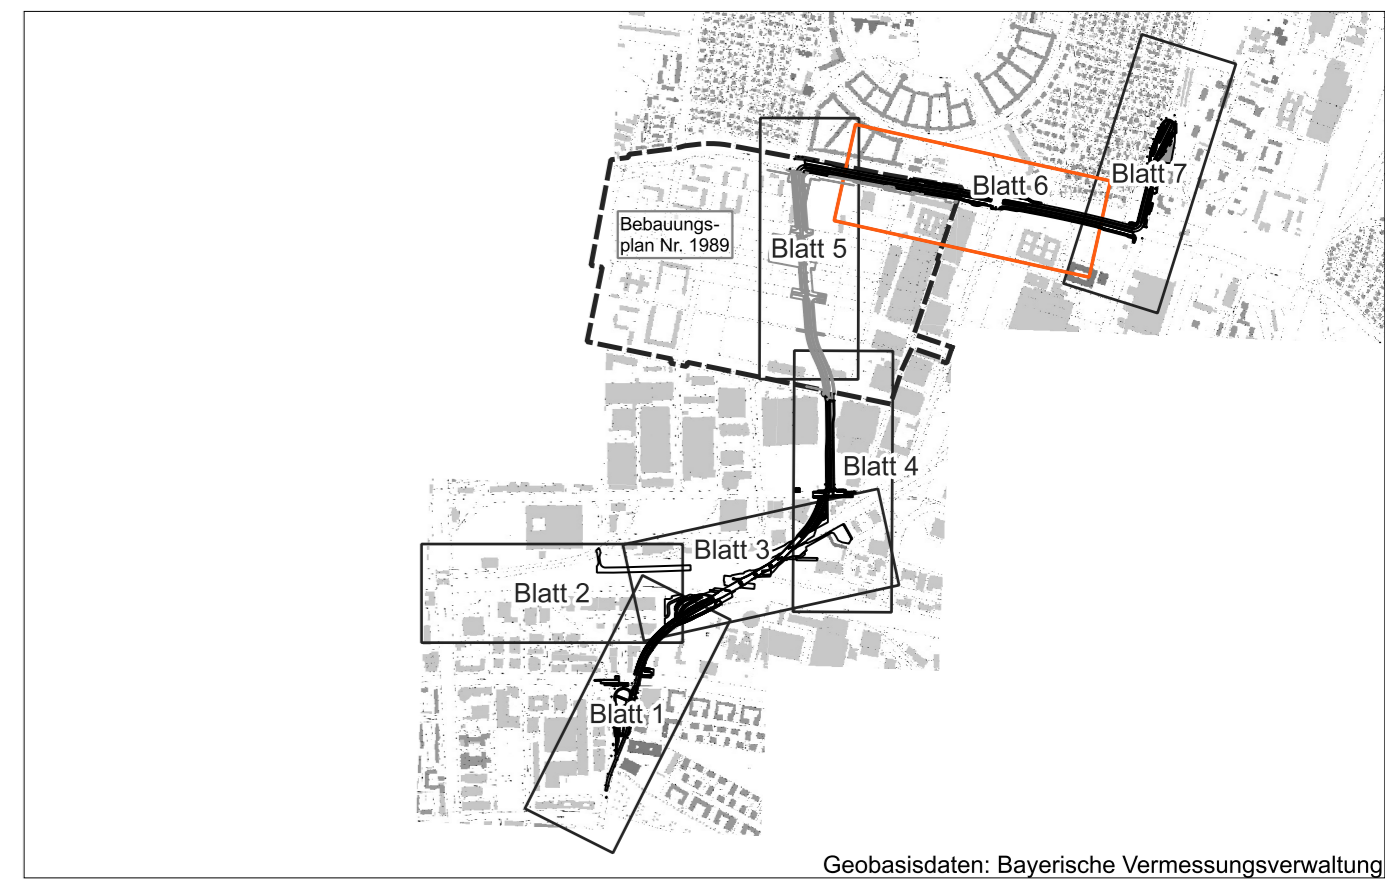 Blatt 7
Blatt 6
Bebauungs-
plan Nr. 1989
Blatt 5
Blatt 4
Blatt 3
Blatt 2
Blatt 1
Geobasisdaten: Bayerische Vermessungsverwaltung